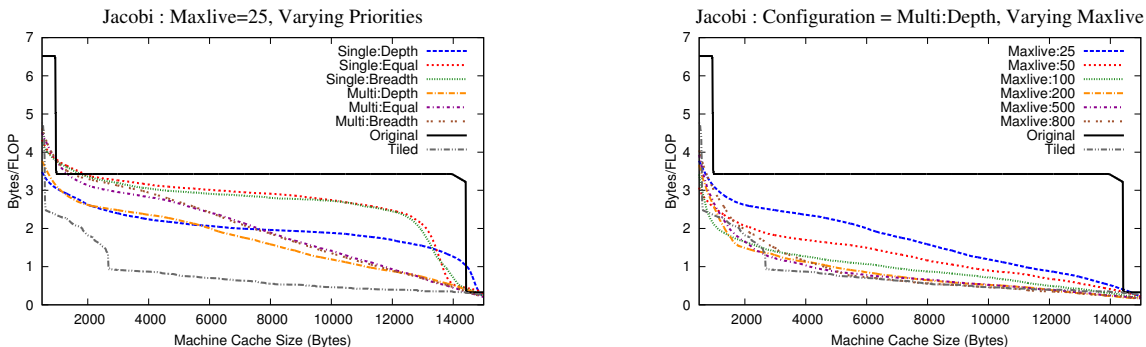 Jacobi : Maxlive=25, Varying Priorities
7
6
5
4
3
2
1
0
Bytes/FLOP
Single:Depth
Single:Equal
Single:Breadth
Multi:Depth
Multi:Equal
Multi:Breadth
Original
Tiled
2000 4000 6000 8000 10000 12000 14000
Machine Cache Size (Bytes)
Jacobi : Configuration = Multi:Depth, Varying Maxlive
7
6
5
4
3
2
1
0
Bytes/FLOP
Maxlive:25
Maxlive:50
Maxlive:100
Maxlive:200
Maxlive:500
Maxlive:800
Original
Tiled
2000 4000 6000 8000 10000 12000 14000
Machine Cache Size (Bytes)